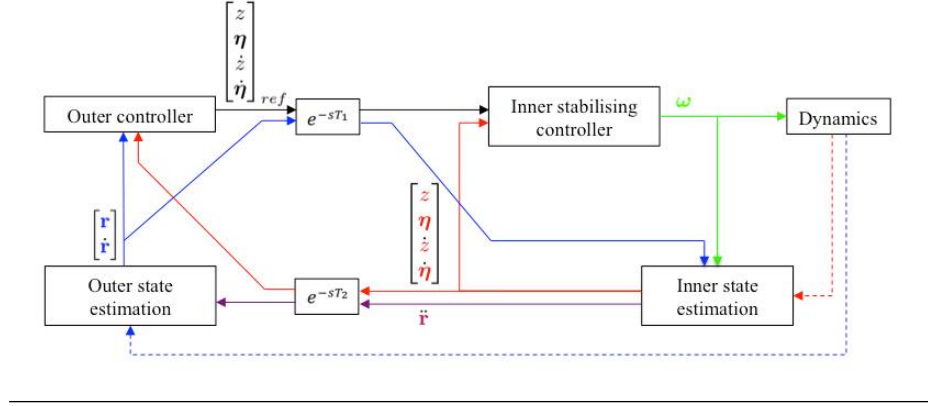 z
η
ż
η̇
ref
Outer controller
e^{-sT_1}
Inner stabilising
controller
ω
Dynamics
z
η
ż
η̇
r
ṙ
Outer state
estimation
e^{-sT_2}
r̈
Inner state
estimation